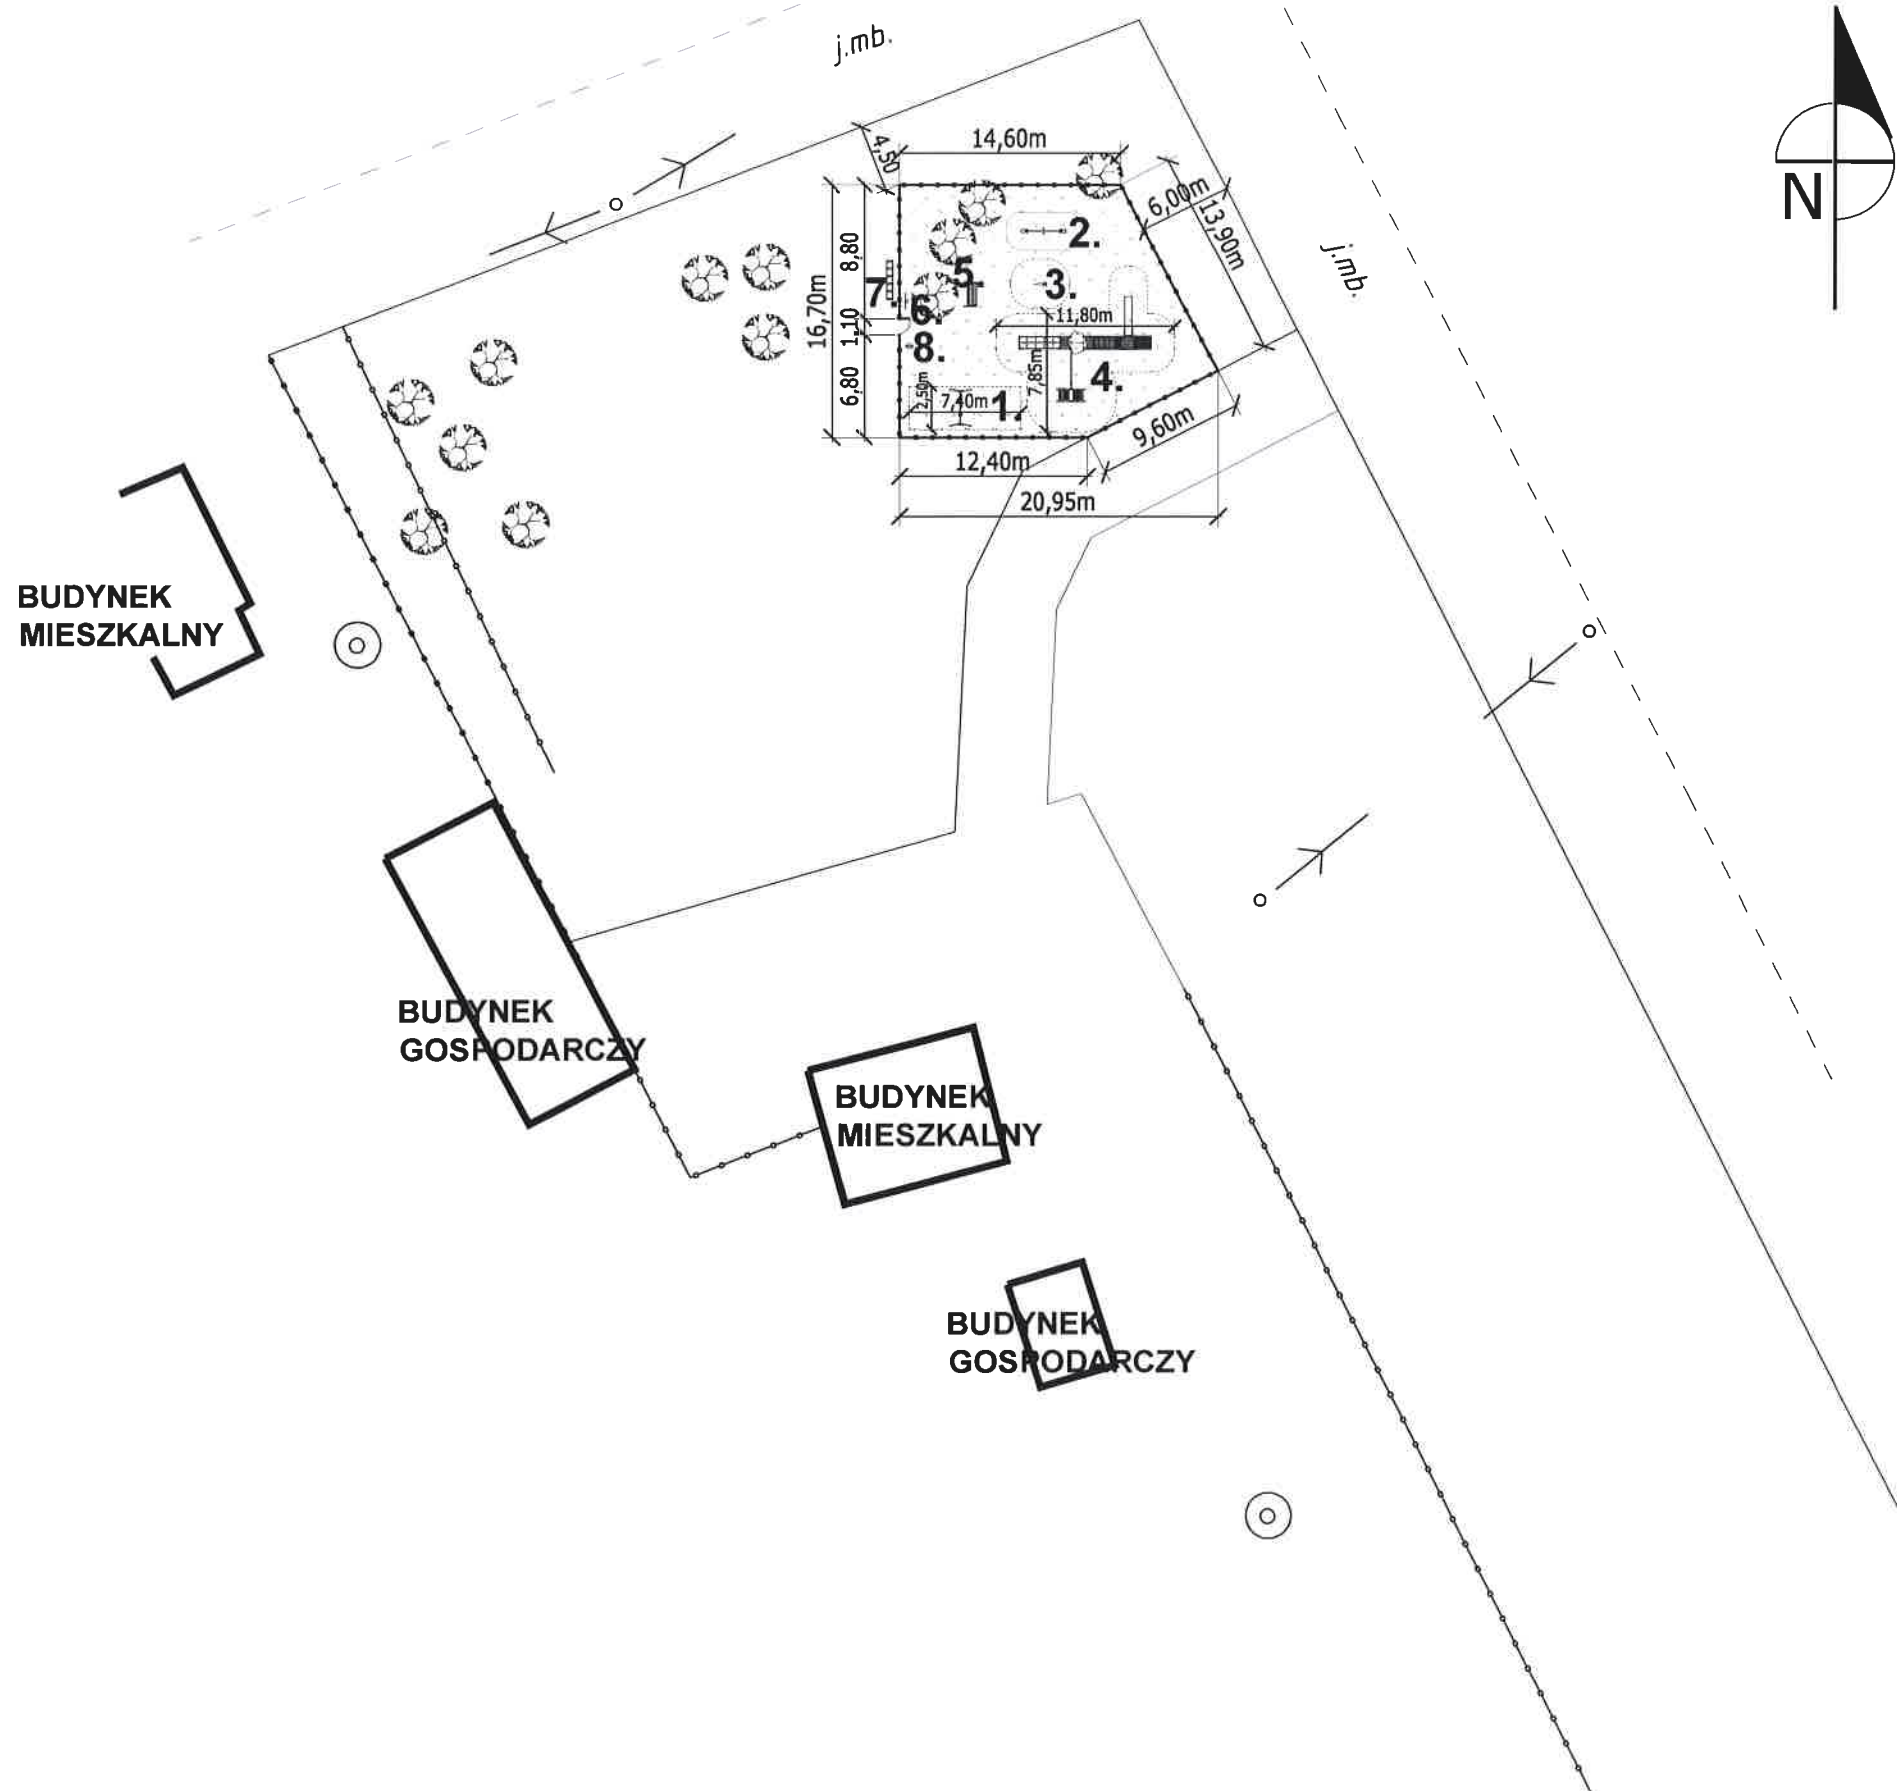 j.mb.
14,60m
4,50
N
6,00m
13,90m
2.
8,80
j.mb.
5
3.
7.
16,70m
6.
11,80m
1,10
8.
7,85m
4.
6,80
2,50m
7,40m
1.
9,60m
12,40m
20,95m
BUDYNEK
MIESZKALNY
BUDYNEK
GOSPODARCZY
BUDYNEK
MIESZKALNY
BUDYNEK
GOSPODARCZY